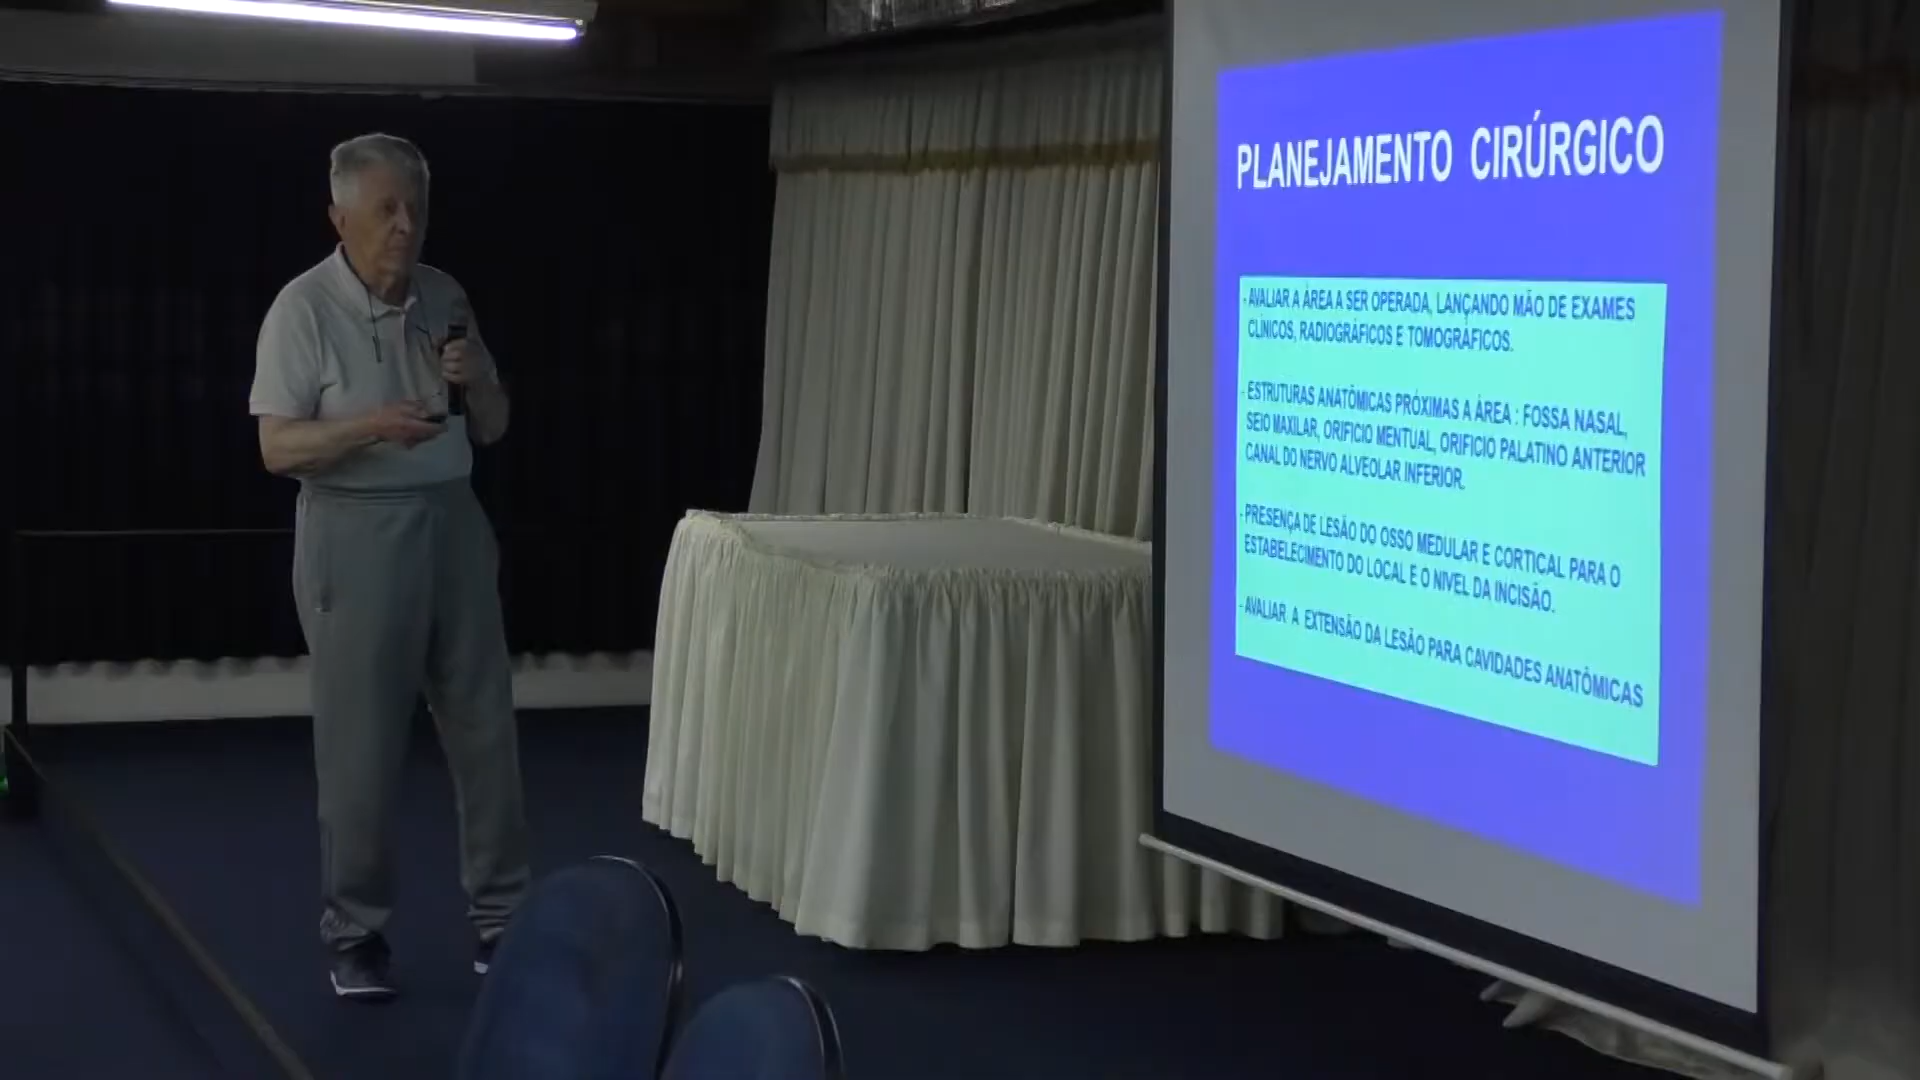 PLANEJAMENTO CIRÚRGICO
- AVALIAR A ÁREA A SER OPERADA, LANÇANDO MÃO DE EXAMES
CLÍNICOS, RADIOGRÁFICOS E TOMOGRÁFICOS.
- ESTRUTURAS ANATÔMICAS PRÓXIMAS A ÁREA : FOSSA NASAL,
SEIO MAXILAR, ORIFICIO MENTUAL, ORIFICIO PALATINO ANTERIOR
CANAL DO NERVO ALVEOLAR INFERIOR.
- PRESENÇA DE LESÃO DO OSSO MEDULAR E CORTICAL PARA O
ESTABELECIMENTO DO LOCAL E O NIVEL DA INCISÃO.
- AVALIAR A EXTENSÃO DA LESÃO PARA CAVIDADES ANATÔMICAS